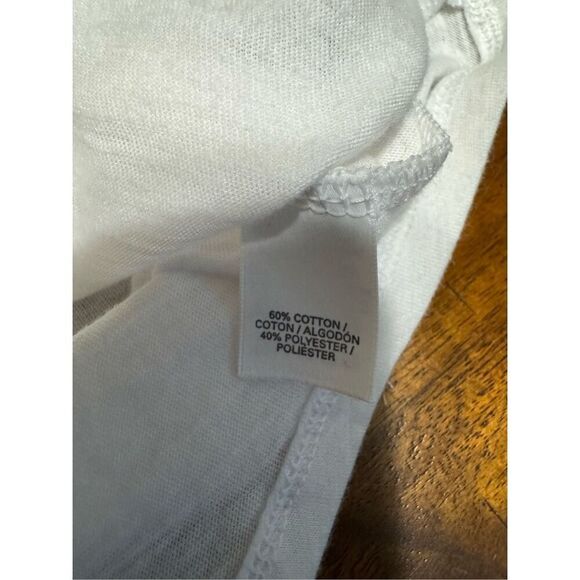 60% COTTON /
COTON / ALGODÓN
40% POLYESTER /
POLIÉSTER